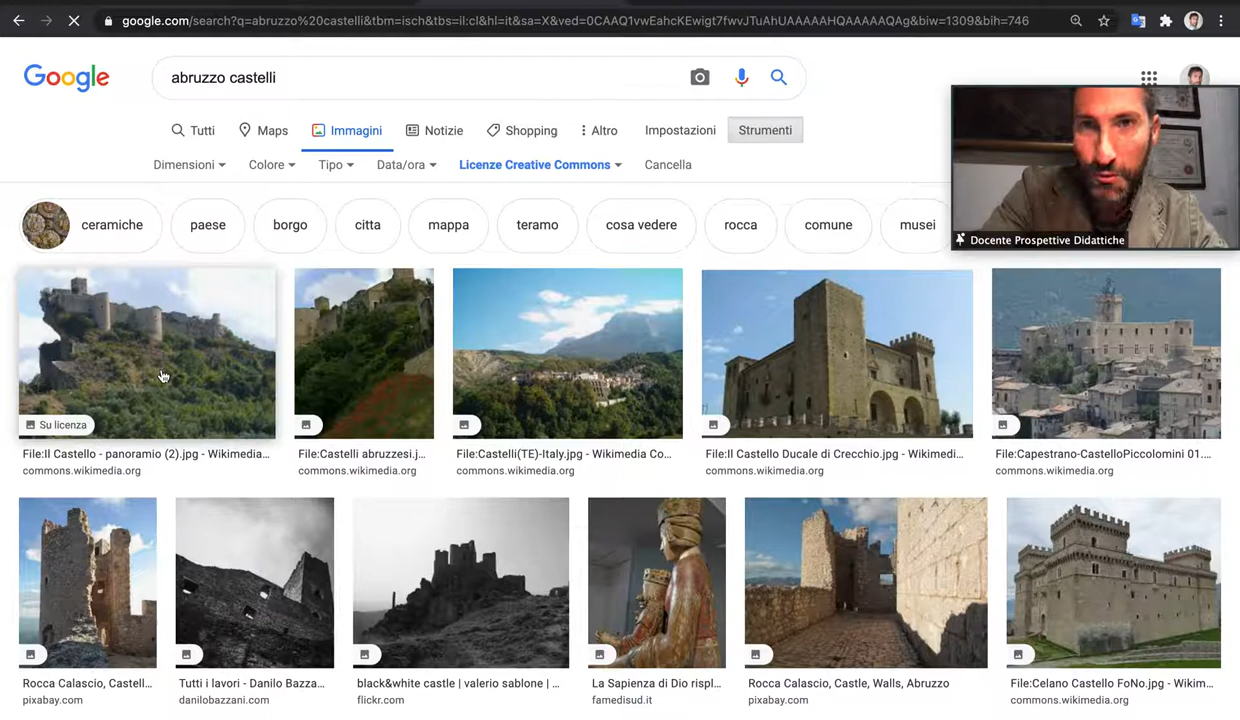 google.com/search?q=abruzzo%20castelli&tbm=isch&tbs=il:cl&hl=it&sa=X&ved=0CAAQ1vwEahcKEwigt7fwvJTuAhUAAAAAHQAAAAAQAg&biw=1309&bih=746
Google
abruzzo castelli
Tutti
Maps
Immagini
Notizie
Shopping
Altro
Impostazioni
Strumenti
Dimensioni
Colore
Tipo
Data/ora
Licenze Creative Commons
Cancella
ceramiche
paese
borgo
citta
mappa
teramo
cosa vedere
rocca
comune
musei
Docente Prospettive Didattiche
Su licenza
File:Il Castello - panoramio (2).jpg - Wikimedia...
commons.wikimedia.org
File:Castelli abruzzesi.j...
commons.wikimedia.org
File:Castelli(TE)-Italy.jpg - Wikimedia Co...
commons.wikimedia.org
File:Il Castello Ducale di Crecchio.jpg - Wikimedi...
commons.wikimedia.org
File:Capestrano-CastelloPiccolomini 01....
commons.wikimedia.org
Rocca Calascio, Castell...
pixabay.com
Tutti i lavori - Danilo Bazza...
danilobazzani.com
black&white castle | valerio sablone | ...
flickr.com
La Sapienza di Dio rispl...
famedisud.it
Rocca Calascio, Castle, Walls, Abruzzo
pixabay.com
File:Celano Castello FoNo.jpg - Wikim...
commons.wikimedia.org